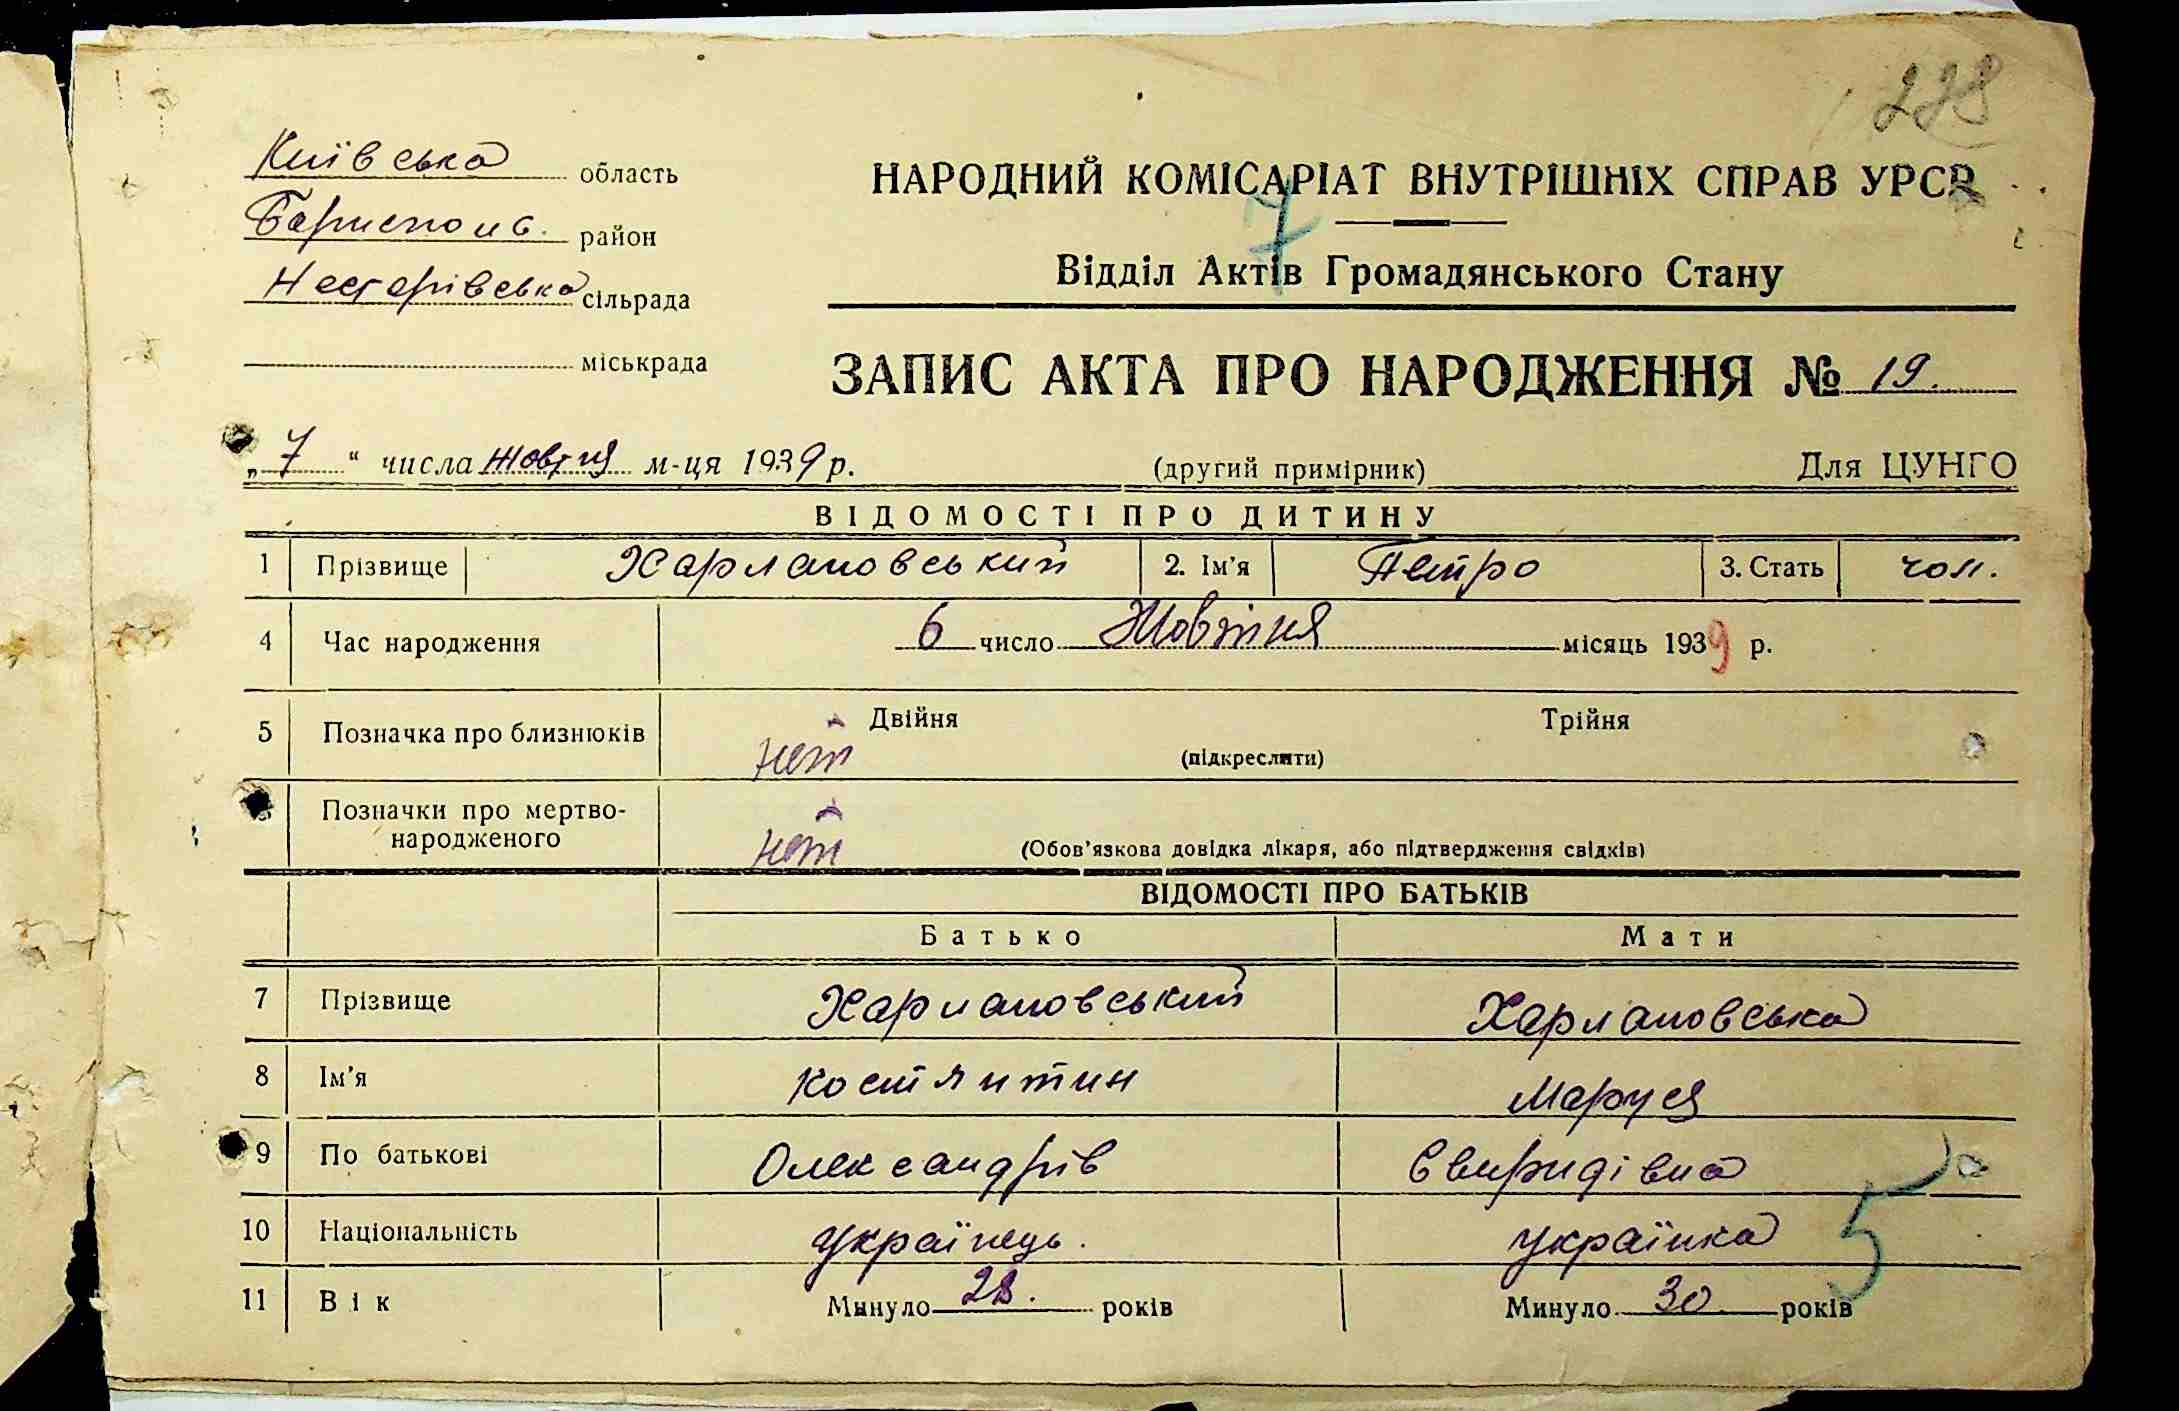 228
Київська область
Бориспольс. район
Нестерівська сільрада
міськрада
НАРОДНИЙ КОМІСАРІАТ ВНУТРІШНІХ СПРАВ УРСР
7
Відділ Актів Громадянського Стану
ЗАПИС АКТА ПРО НАРОДЖЕННЯ № 19.
„7“ числа жовтня м-ця 1939 р. (другий примірник) Для ЦУНГО
ВІДОМОСТІ ПРО ДИТИНУ
1 Прізвище Харлановський 2. Ім'я Петро 3. Стать чол.
4 Час народження 6 число Жовтня місяць 1939 р.
5 Позначка про близнюків нет Двійня Трійня
(підкреслити)
Позначки про мертво-
народженого нет (Обов'язкова довідка лікаря, або підтвердження свідків)
ВІДОМОСТІ ПРО БАТЬКІВ
Батько Мати
7 Прізвище Харлановський Харлановська
8 Ім'я Костянтин Маруся
9 По батькові Олександрів Свиридівна
10 Національність українець. українка
5
11 Вік Минуло 28. років Минуло 30. років